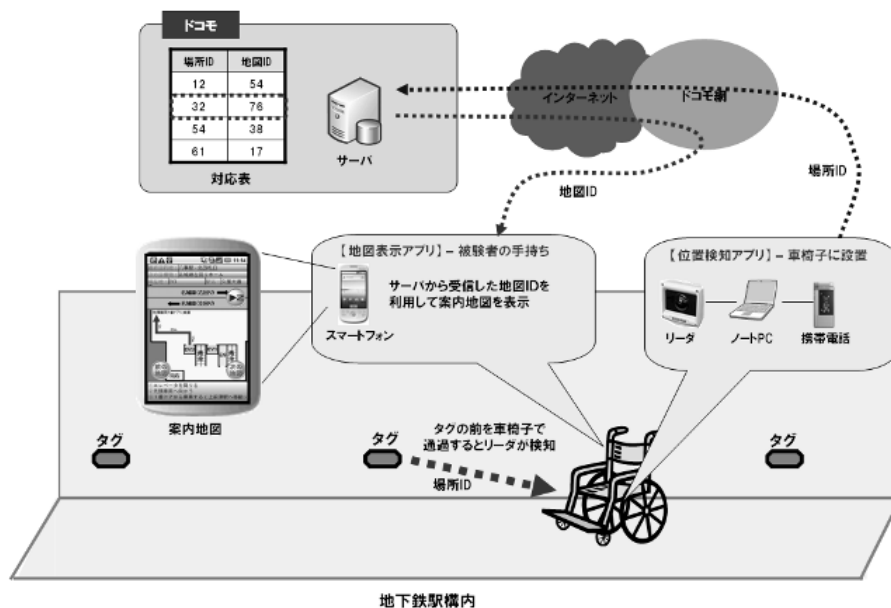 ドコモ
場所ID 地図ID
12 54
32 76
54 38
61 17
対応表
サーバ
インターネット
ドコモ網
地図ID
場所ID
【地図表示アプリ】– 被験者の手持ち
サーバから受信した地図IDを
利用して案内地図を表示
スマートフォン
【位置検知アプリ】– 車椅子に設置
リーダ
ノートPC
携帯電話
案内地図
タグ
タグ
タグの前を車椅子で
通過するとリーダが検知
場所ID
タグ
地下鉄駅構内